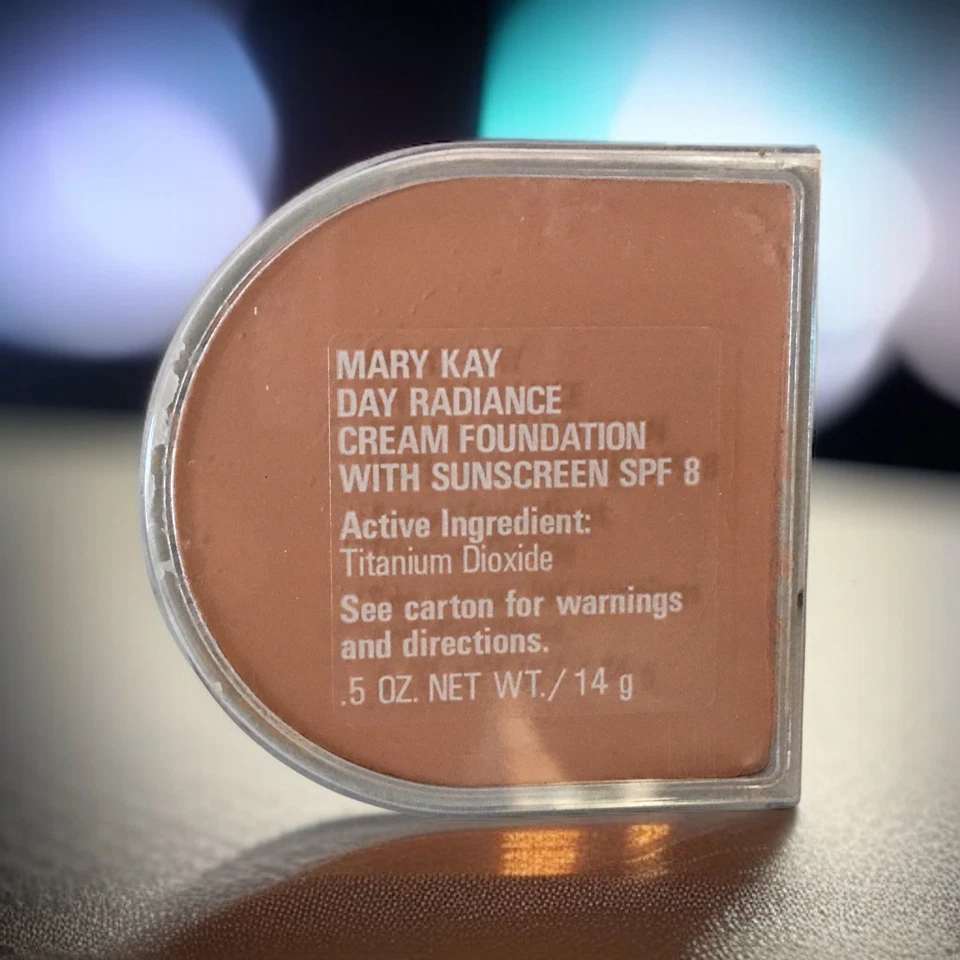 MARY KAY
DAY RADIANCE
CREAM FOUNDATION
WITH SUNSCREEN SPF 8
Active Ingredient:
Titanium Dioxide
See carton for warnings
and directions.
.5 OZ. NET WT./ 14 g